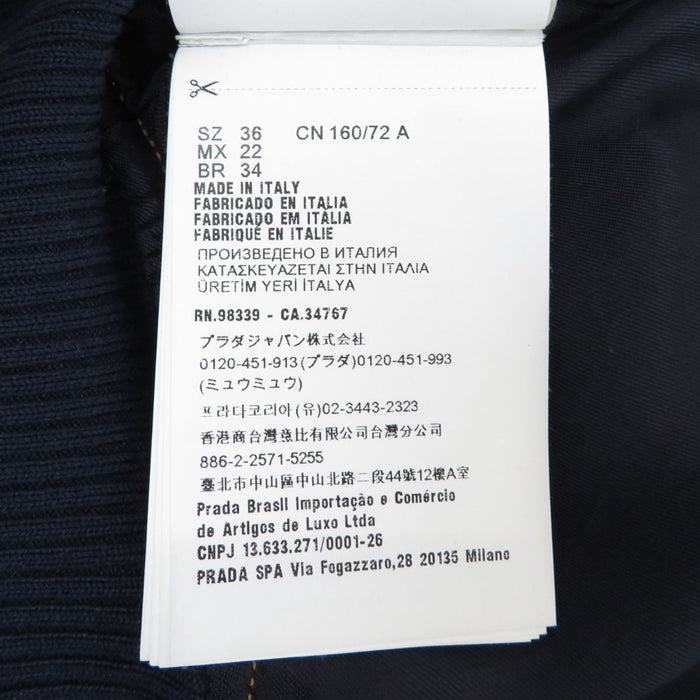 SZ 36 CN 160/72 A
MX 22
BR 34
MADE IN ITALY
FABRICADO EN ITALIA
FABRICADO EM ITÁLIA
FABRIQUÉ EN ITALIE
ПРОИЗВЕДЕНО В ИТАЛИЯ
ΚΑΤΑΣΚΕΥΑΖΕΤΑΙ ΣΤΗΝ ΙΤΑΛΙΑ
ÜRETİM YERİ İTALYA
RN.98339 - CA.34767
プラダジャパン株式会社
0120-451-913(プラダ)0120-451-993
(ミュウミュウ)
프라다코리아(유)02-3443-2323
香港商台灣意比有限公司台灣分公司
886-2-2571-5255
臺北市中山區中山北路二段44號12樓A室
Prada Brasil Importação e Comércio
de Artigos de Luxo Ltda
CNPJ 13.633.271/0001-26
PRADA SPA Via Fogazzaro,28 20135 Milano